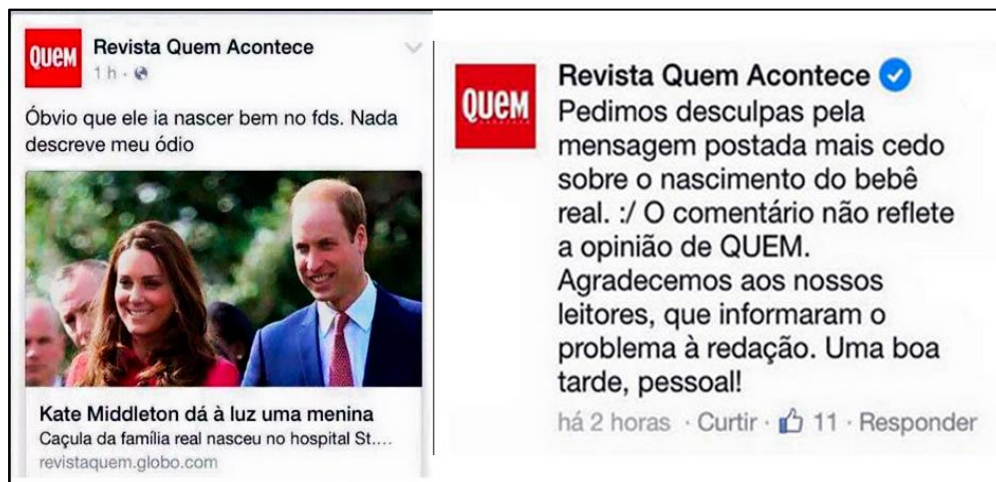 QUEM
Revista Quem Acontece
1 h ·
Óbvio que ele ia nascer bem no fds. Nada
descreve meu ódio
Kate Middleton dá à luz uma menina
Caçula da família real nasceu no hospital St....
revistaquem.globo.com
QUEM
Revista Quem Acontece
Pedimos desculpas pela
mensagem postada mais cedo
sobre o nascimento do bebê
real. :/ O comentário não reflete
a opinião de QUEM.
Agradecemos aos nossos
leitores, que informaram o
problema à redação. Uma boa
tarde, pessoal!
há 2 horas · Curtir · 11 · Responder